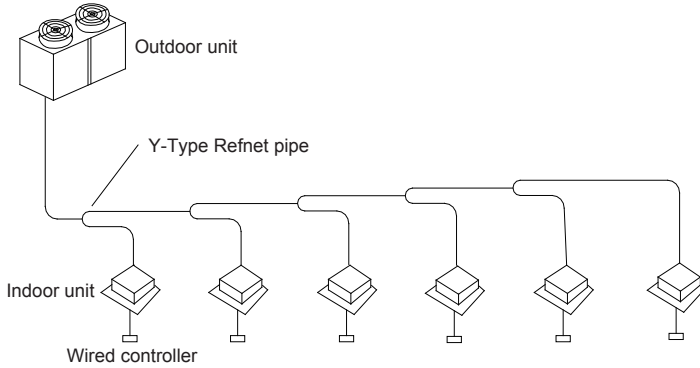 Outdoor unit
Y-Type Refnet pipe
Indoor unit
Wired controller